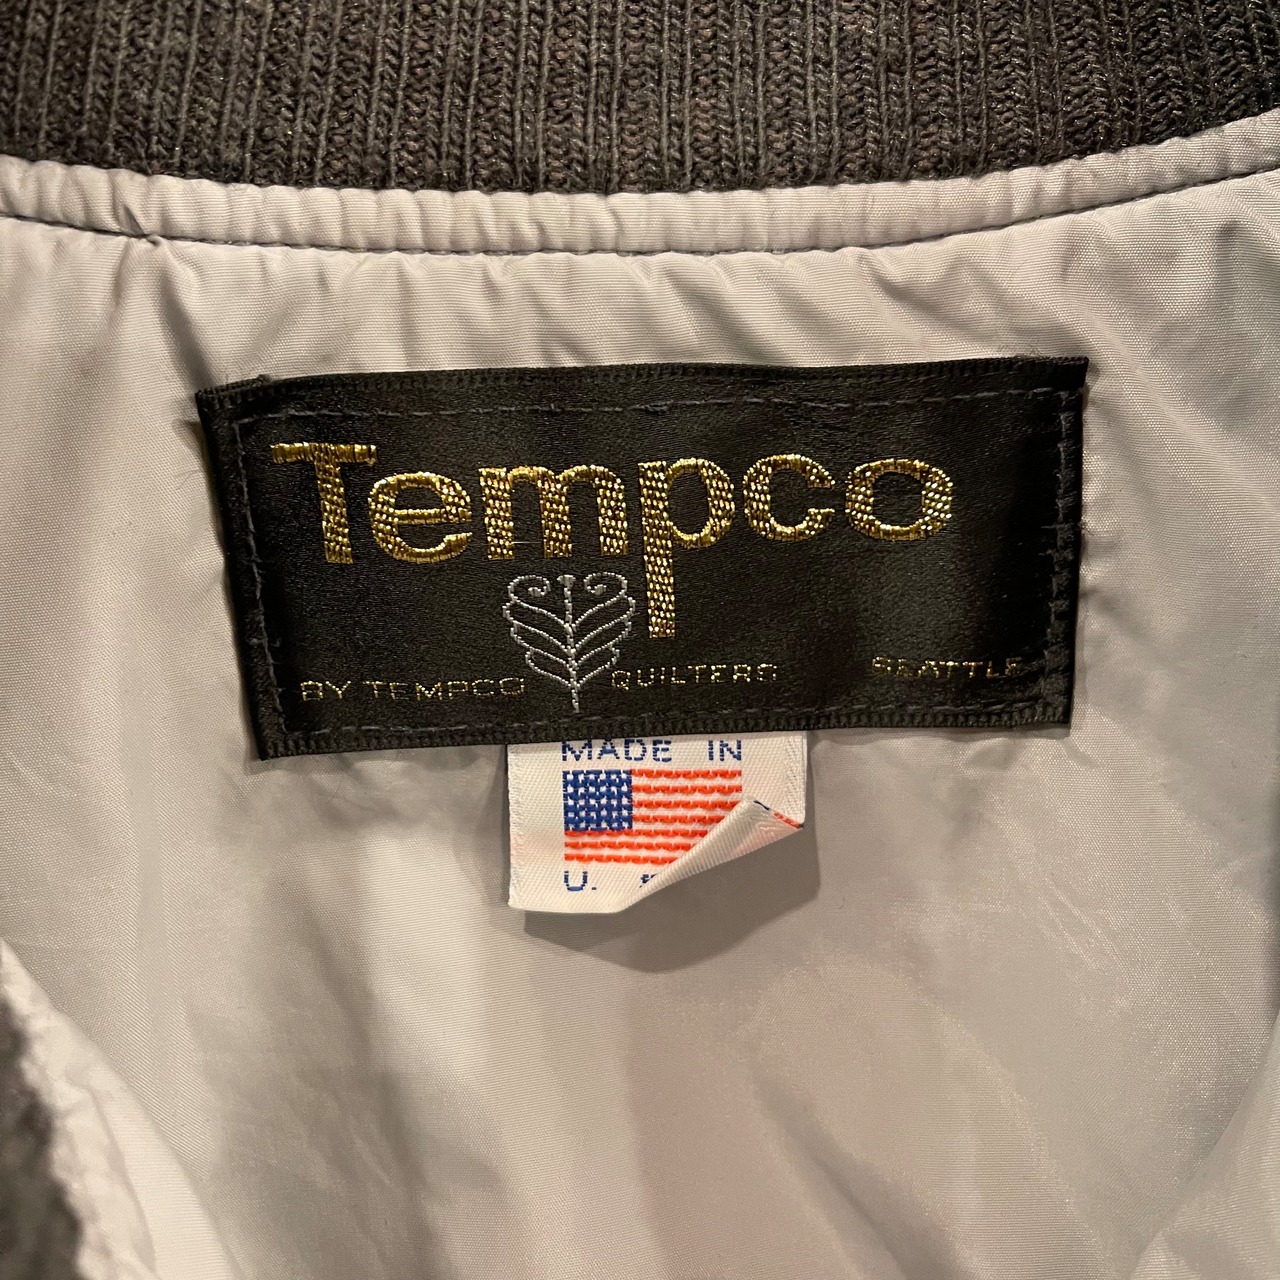 Tempco
BY TEMPCO QUILTERS SEATTLE
MADE IN
U.